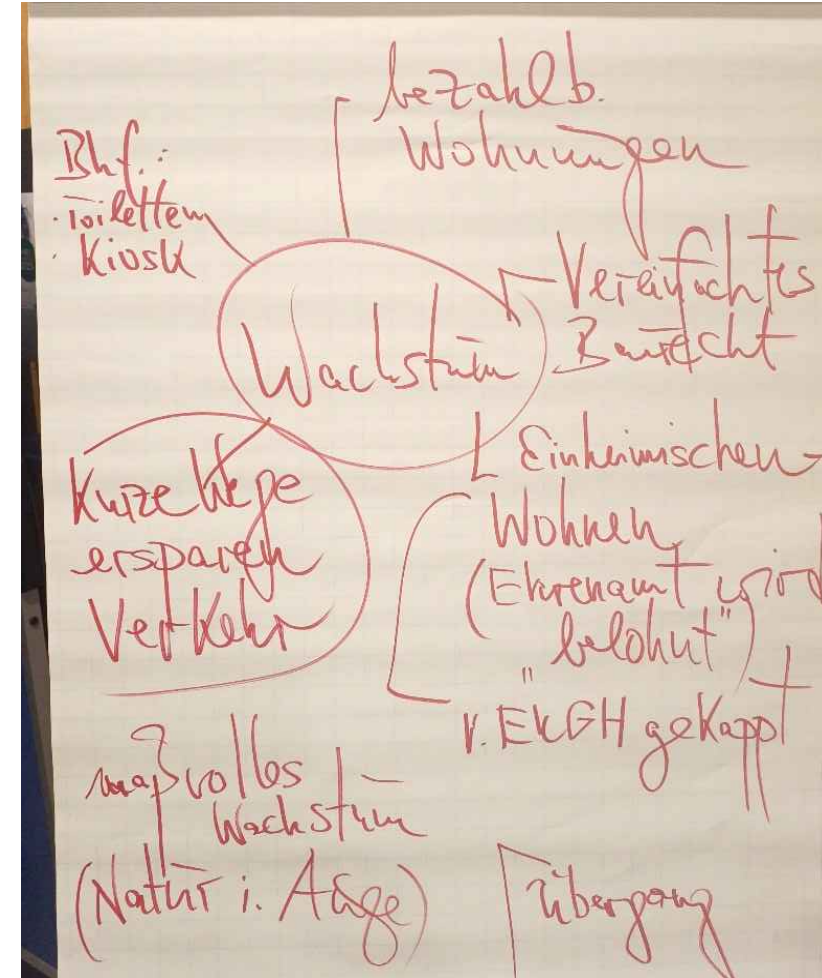 bezahlb.
Wohnungen
Bhf.:
· Toiletten
· Kiosk
Vereinfachtes
Baurecht
Wachstum
Einheimischen-
Wohnen
(Ehrenamt wird
"belohnt")
v. EuGH gekappt
Kurze Wege
ersparen
Verkehr
maßvolles
Wachstum
(Natur i. Auge)
Übergang